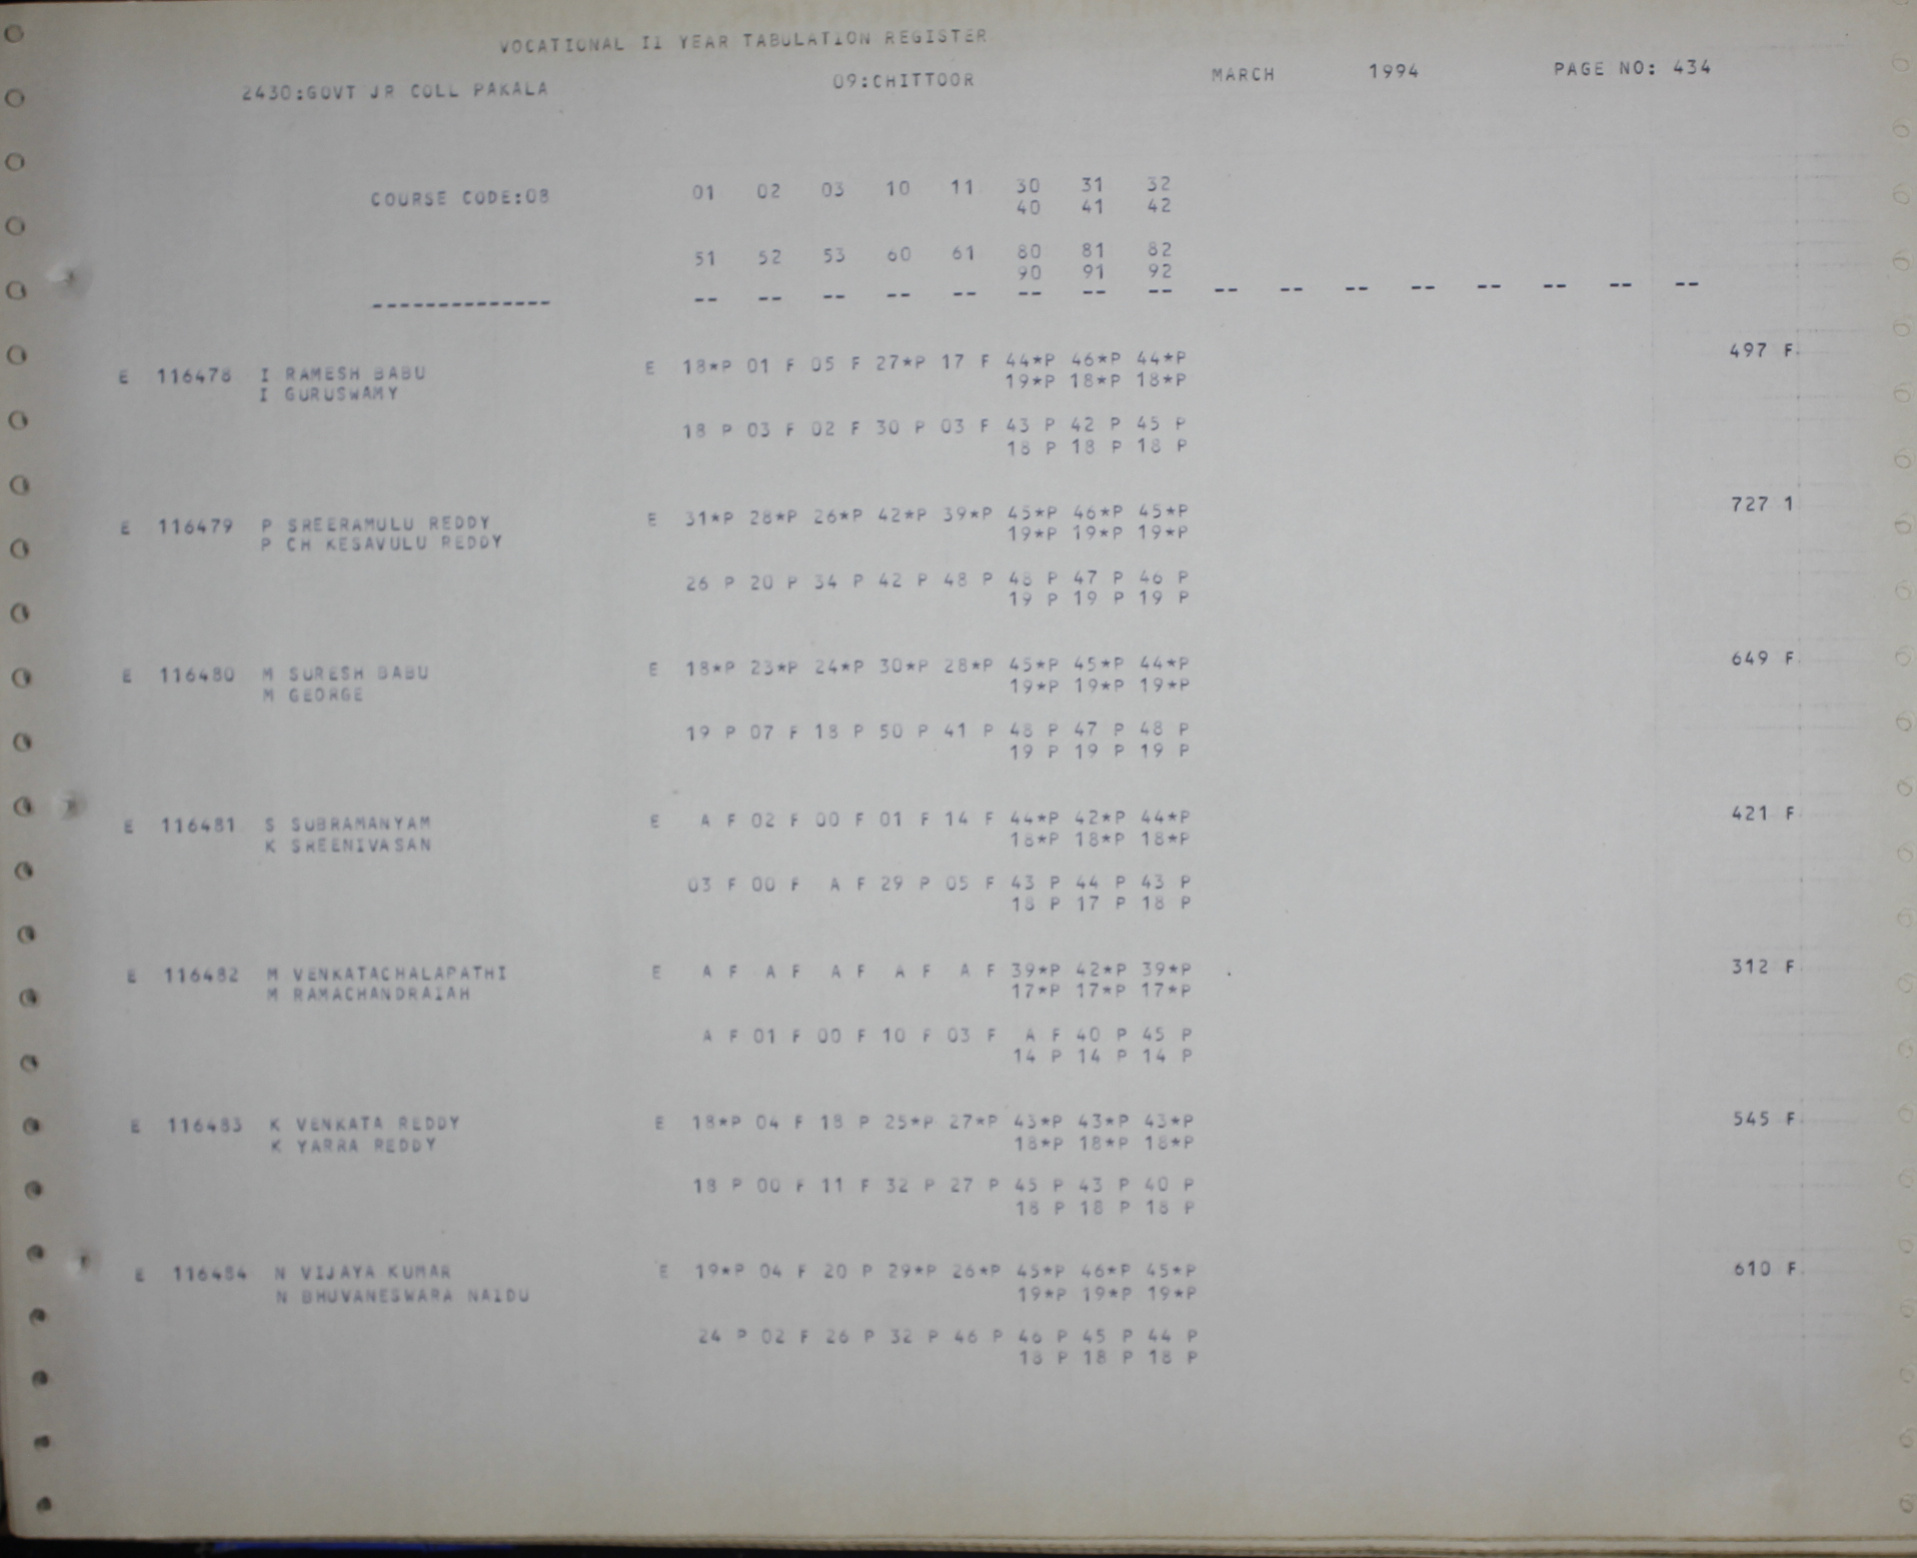 VOCATIONAL II YEAR TABULATION REGISTER
2430:GOVT JR COLL PAKALA 09:CHITTOOR MARCH 1994 PAGE NO: 434
COURSE CODE:08 01 02 03 10 11 30 31 32
40 41 42
51 52 53 60 61 80 81 82
90 91 92
-------------- -- -- -- -- -- -- -- -- -- -- -- -- -- -- -- --
E 116478 I RAMESH BABU E 18*P 01 F 05 F 27*P 17 F 44*P 46*P 44*P 497 F
I GURUSWAMY 19*P 18*P 18*P
18 P 03 F 02 F 30 P 03 F 43 P 42 P 45 P
18 P 18 P 18 P
E 116479 P SREERAMULU REDDY E 31*P 28*P 26*P 42*P 39*P 45*P 46*P 45*P 727 1
P CH KESAVULU REDDY 19*P 19*P 19*P
26 P 20 P 34 P 42 P 48 P 48 P 47 P 46 P
19 P 19 P 19 P
E 116480 M SURESH BABU E 18*P 23*P 24*P 30*P 28*P 45*P 45*P 44*P 649 F
M GEORGE 19*P 19*P 19*P
19 P 07 F 18 P 50 P 41 P 48 P 47 P 48 P
19 P 19 P 19 P
E 116481 S SUBRAMANYAM E A F 02 F 00 F 01 F 14 F 44*P 42*P 44*P 421 F
K SREENIVASAN 18*P 18*P 18*P
03 F 00 F A F 29 P 05 F 43 P 44 P 43 P
18 P 17 P 18 P
E 116482 M VENKATACHALAPATHI E A F A F A F A F A F 39*P 42*P 39*P 312 F
M RAMACHANDRAIAH 17*P 17*P 17*P
A F 01 F 00 F 10 F 03 F A F 40 P 45 P
14 P 14 P 14 P
E 116483 K VENKATA REDDY E 18*P 04 F 18 P 25*P 27*P 43*P 43*P 43*P 545 F
K YARRA REDDY 18*P 18*P 18*P
18 P 00 F 11 F 32 P 27 P 45 P 43 P 40 P
18 P 18 P 18 P
E 116484 N VIJAYA KUMAR E 19*P 04 F 20 P 29*P 26*P 45*P 46*P 45*P 610 F
N BHUVANESWARA NAIDU 19*P 19*P 19*P
24 P 02 F 26 P 32 P 46 P 46 P 45 P 44 P
18 P 18 P 18 P